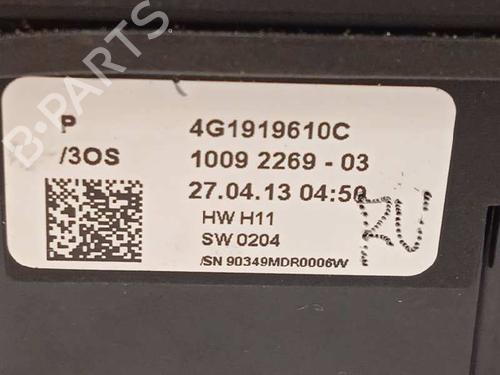 B-PARTS
P 4G1919610C
/3OS 1009 2269 - 03
27.04.13 04:50
HW H11
SW 0204
/SN 90349MDR0006W